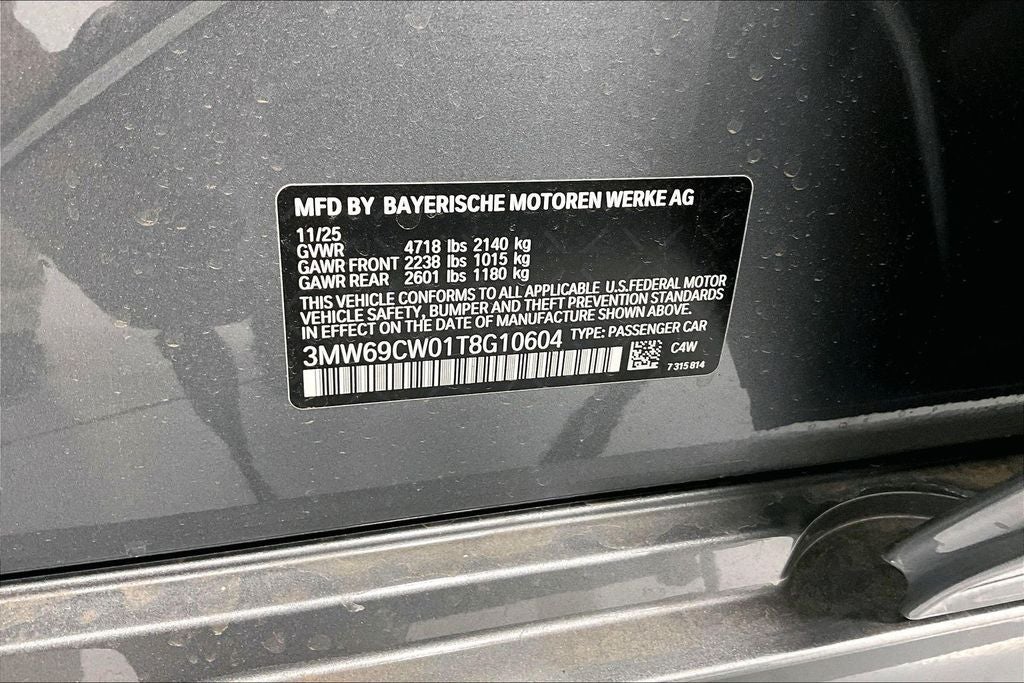 MFD BY BAYERISCHE MOTOREN WERKE AG
11/25
GVWR 4718 lbs 2140 kg
GAWR FRONT 2238 lbs 1015 kg
GAWR REAR 2601 lbs 1180 kg
THIS VEHICLE CONFORMS TO ALL APPLICABLE U.S.FEDERAL MOTOR
VEHICLE SAFETY, BUMPER AND THEFT PREVENTION STANDARDS
IN EFFECT ON THE DATE OF MANUFACTURE SHOWN ABOVE.
3MW69CW01T8G10604 TYPE: PASSENGER CAR
C4W
7 315 814